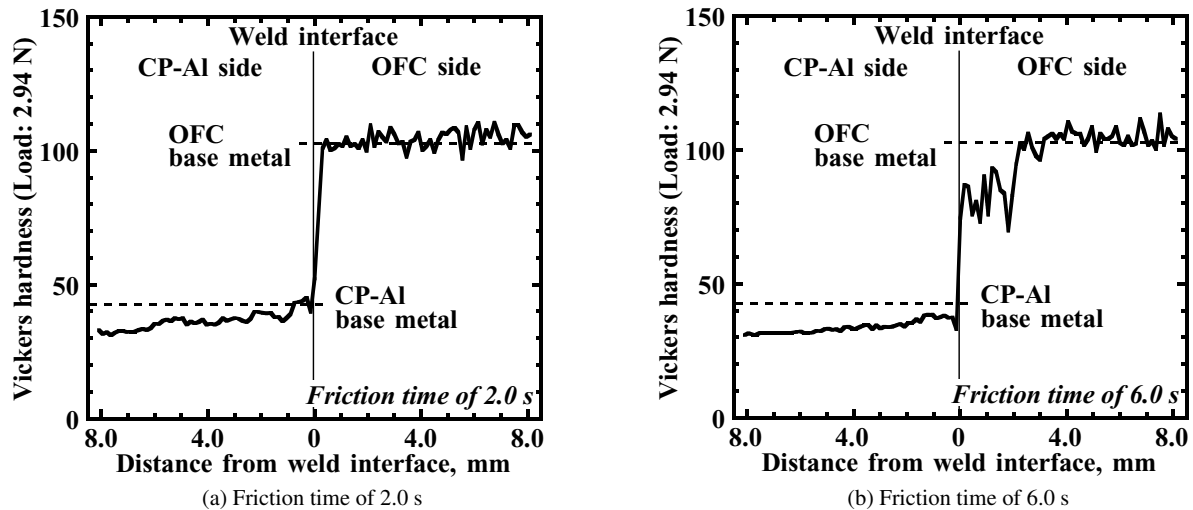 150
100
50
0
Vickers hardness (Load: 2.94 N)
Weld interface
CP-Al side
OFC side
OFC
base metal
CP-Al
base metal
Friction time of 2.0 s
8.0
4.0
0
4.0
8.0
Distance from weld interface, mm
(a) Friction time of 2.0 s
150
100
50
0
Vickers hardness (Load: 2.94 N)
Weld interface
CP-Al side
OFC side
OFC
base metal
CP-Al
base metal
Friction time of 6.0 s
8.0
4.0
0
4.0
8.0
Distance from weld interface, mm
(b) Friction time of 6.0 s